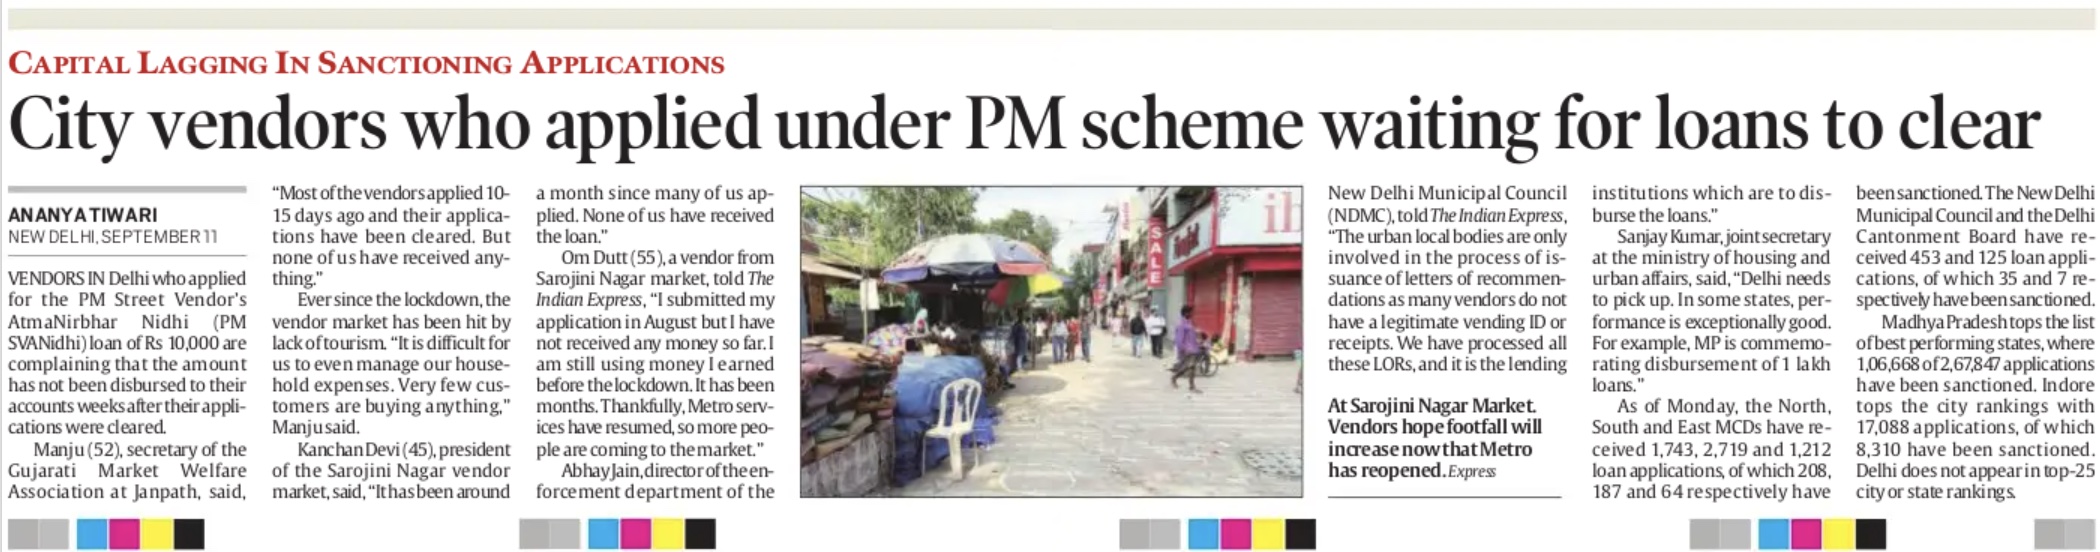 CAPITAL LAGGING IN SANCTIONING APPLICATIONS
City vendors who applied under PM scheme waiting for loans to clear
ANANYA TIWARI
NEW DELHI, SEPTEMBER 11
VENDORS IN Delhi who applied
for the PM Street Vendor's
AtmaNirbhar Nidhi (PM
SVANidhi) loan of Rs 10,000 are
complaining that the amount
has not been disbursed to their
accounts weeks after their appli-
cations were cleared.
Manju (52), secretary of the
Gujarati Market Welfare
Association at Janpath, said,
“Most of the vendors applied 10-
15 days ago and their applica-
tions have been cleared. But
none of us have received any-
thing.”
Ever since the lockdown, the
vendor market has been hit by
lack of tourism. “It is difficult for
us to even manage our house-
hold expenses. Very few cus-
tomers are buying anything,”
Manju said.
Kanchan Devi (45), president
of the Sarojini Nagar vendor
market, said, “It has been around
a month since many of us ap-
plied. None of us have received
the loan.”
Om Dutt (55), a vendor from
Sarojini Nagar market, told The
Indian Express, “I submitted my
application in August but I have
not received any money so far. I
am still using money I earned
before the lockdown. It has been
months. Thankfully, Metro serv-
ices have resumed, so more peo-
ple are coming to the market.”
Abhay Jain, director of the en-
forcement department of the
SALE
New Delhi Municipal Council
(NDMC), told The Indian Express,
“The urban local bodies are only
involved in the process of is-
suance of letters of recommen-
dations as many vendors do not
have a legitimate vending ID or
receipts. We have processed all
these LORs, and it is the lending
At Sarojini Nagar Market.
Vendors hope footfall will
increase now that Metro
has reopened. Express
institutions which are to dis-
burse the loans.”
Sanjay Kumar, joint secretary
at the ministry of housing and
urban affairs, said, “Delhi needs
to pick up. In some states, per-
formance is exceptionally good.
For example, MP is commemo-
rating disbursement of 1 lakh
loans.”
As of Monday, the North,
South and East MCDs have re-
ceived 1,743, 2,719 and 1,212
loan applications, of which 208,
187 and 64 respectively have
been sanctioned. The New Delhi
Municipal Council and the Delhi
Cantonment Board have re-
ceived 453 and 125 loan appli-
cations, of which 35 and 7 re-
spectively have been sanctioned.
Madhya Pradesh tops the list
of best performing states, where
1,06,668 of 2,67,847 applications
have been sanctioned. Indore
tops the city rankings with
17,088 applications, of which
8,310 have been sanctioned.
Delhi does not appear in top-25
city or state rankings.